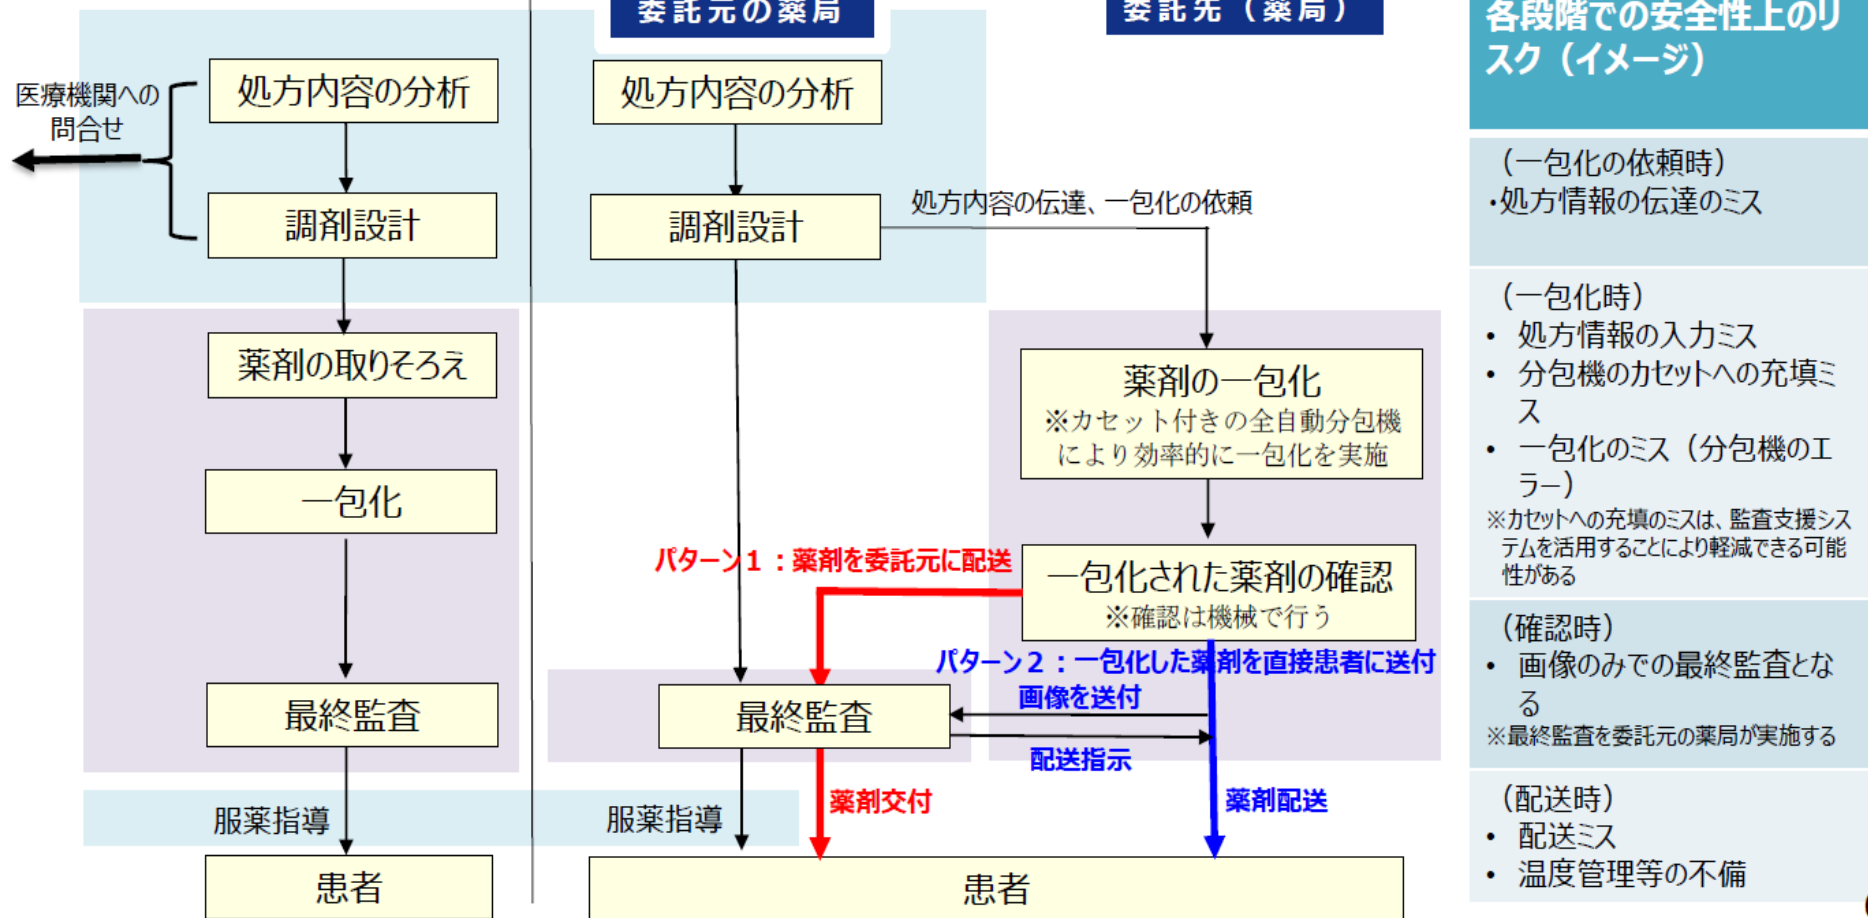 委託元の薬局
委託先（薬局）
医療機関への
問合せ
処方内容の分析
調剤設計
薬剤の取りそろえ
一包化
最終監査
服薬指導
患者
処方内容の分析
調剤設計
処方内容の伝達、一包化の依頼
薬剤の一包化
※カセット付きの全自動分包機
により効率的に一包化を実施
パターン１：薬剤を委託元に配送
一包化された薬剤の確認
※確認は機械で行う
パターン２：一包化した薬剤を直接患者に送付
画像を送付
最終監査
配送指示
服薬指導
薬剤交付
薬剤配送
患者
各段階での安全性上のリ
スク（イメージ）
（一包化の依頼時）
・処方情報の伝達のミス
（一包化時）
• 処方情報の入力ミス
• 分包機のカセットへの充填ミ
ス
• 一包化のミス（分包機のエ
ラー）
※カセットへの充填のミスは、監査支援シス
テムを活用することにより軽減できる可能
性がある
（確認時）
• 画像のみでの最終監査とな
る
※最終監査を委託元の薬局が実施する
（配送時）
• 配送ミス
• 温度管理等の不備